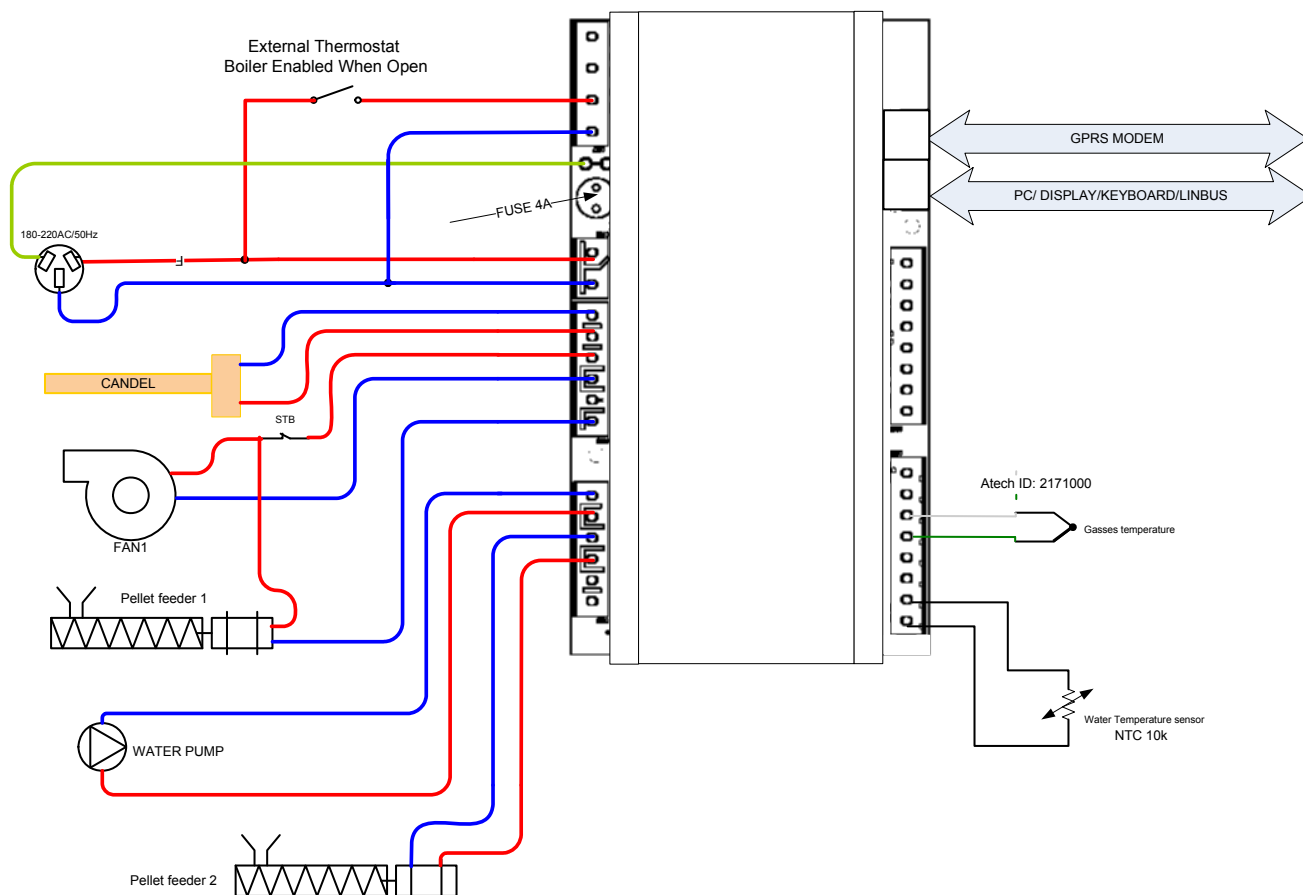 External Thermostat
Boiler Enabled When Open
GPRS MODEM
PC/ DISPLAY/KEYBOARD/LINBUS
FUSE 4A
180-220AC/50Hz
F
CANDEL
STB
FAN1
Atech ID: 2171000
Gasses temperature
Pellet feeder 1
Water Temperature sensor
NTC 10k
WATER PUMP
Pellet feeder 2